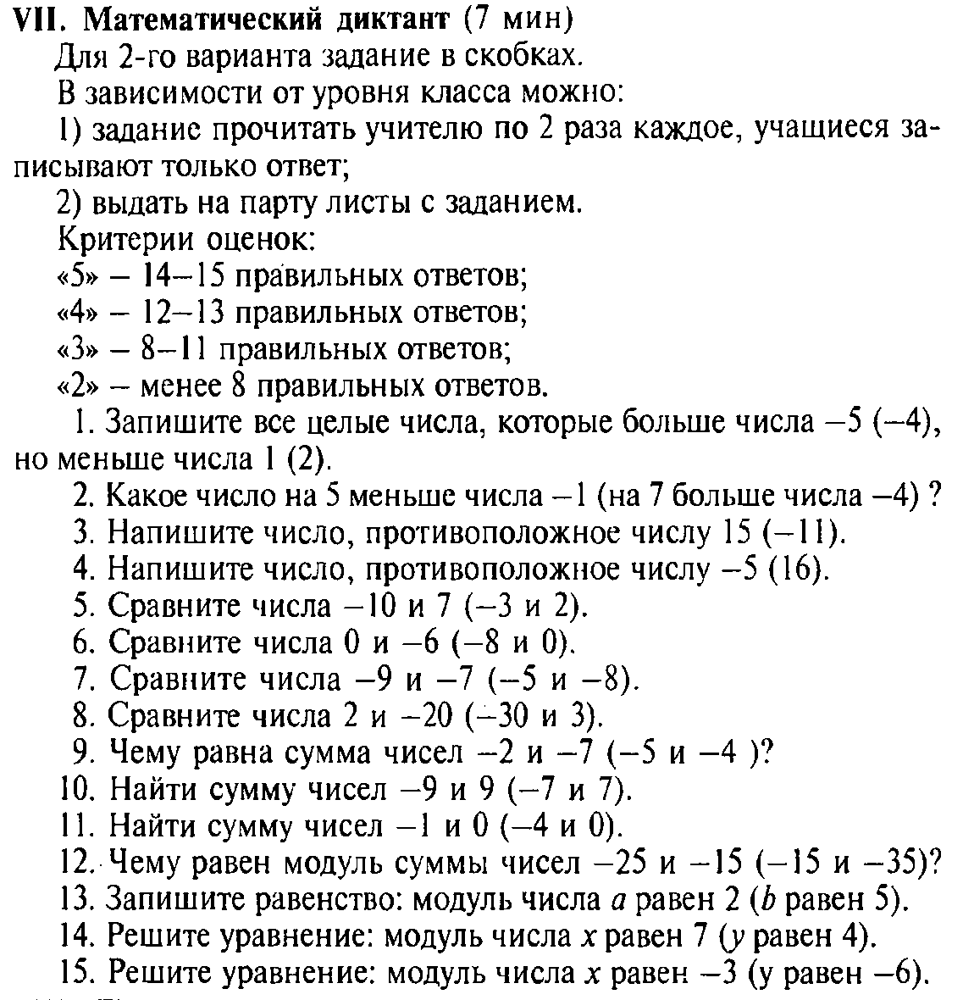 VII. Математический диктант (7 мин)
Для 2-го варианта задание в скобках.
В зависимости от уровня класса можно:
1) задание прочитать учителю по 2 раза каждое, учащиеся за-
писывают только ответ;
2) выдать на парту листы с заданием.
Критерии оценок:
«5» – 14–15 правильных ответов;
«4» – 12–13 правильных ответов;
«3» – 8–11 правильных ответов;
«2» – менее 8 правильных ответов.
1. Запишите все целые числа, которые больше числа –5 (–4),
но меньше числа 1 (2).
2. Какое число на 5 меньше числа –1 (на 7 больше числа –4) ?
3. Напишите число, противоположное числу 15 (–11).
4. Напишите число, противоположное числу –5 (16).
5. Сравните числа –10 и 7 (–3 и 2).
6. Сравните числа 0 и –6 (–8 и 0).
7. Сравните числа –9 и –7 (–5 и –8).
8. Сравните числа 2 и –20 (–30 и 3).
9. Чему равна сумма чисел –2 и –7 (–5 и –4 )?
10. Найти сумму чисел –9 и 9 (–7 и 7).
11. Найти сумму чисел –1 и 0 (–4 и 0).
12. Чему равен модуль суммы чисел –25 и –15 (–15 и –35)?
13. Запишите равенство: модуль числа a равен 2 (b равен 5).
14. Решите уравнение: модуль числа x равен 7 (y равен 4).
15. Решите уравнение: модуль числа x равен –3 (у равен –6).